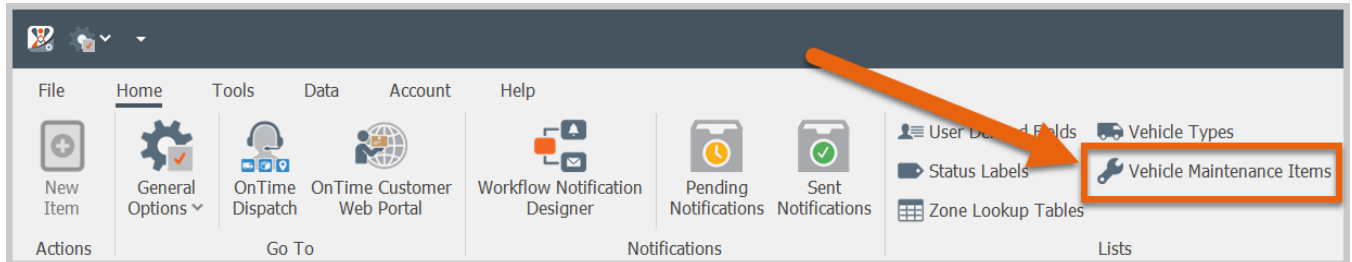 File Home Tools Data Account Help
New
Item
General
Options
OnTime
Dispatch
OnTime Customer
Web Portal
Workflow Notification
Designer
Pending
Notifications
Sent
Notifications
User Fields
Status Labels
Zone Lookup Tables
Vehicle Types
Vehicle Maintenance Items
Actions Go To Notifications Lists